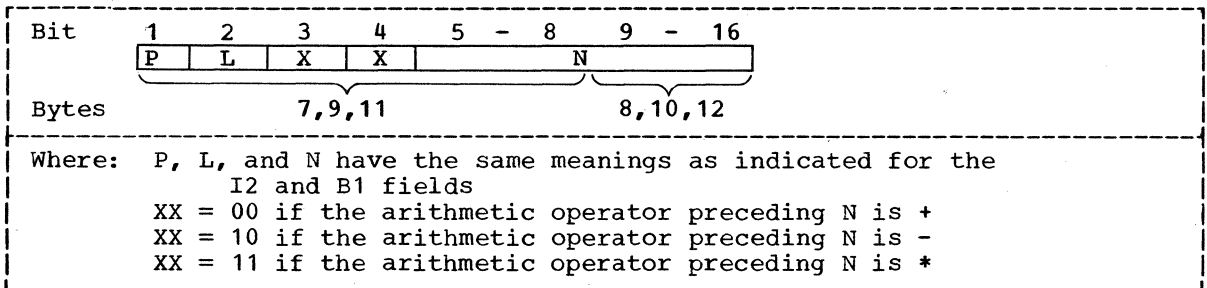 Bit 1 2 3 4 5 - 8 9 - 16
P L X X N
Bytes 7,9,11 8,10,12
Where: P, L, and N have the same meanings as indicated for the
I2 and B1 fields
XX = 00 if the arithmetic operator preceding N is +
XX = 10 if the arithmetic operator preceding N is -
XX = 11 if the arithmetic operator preceding N is *